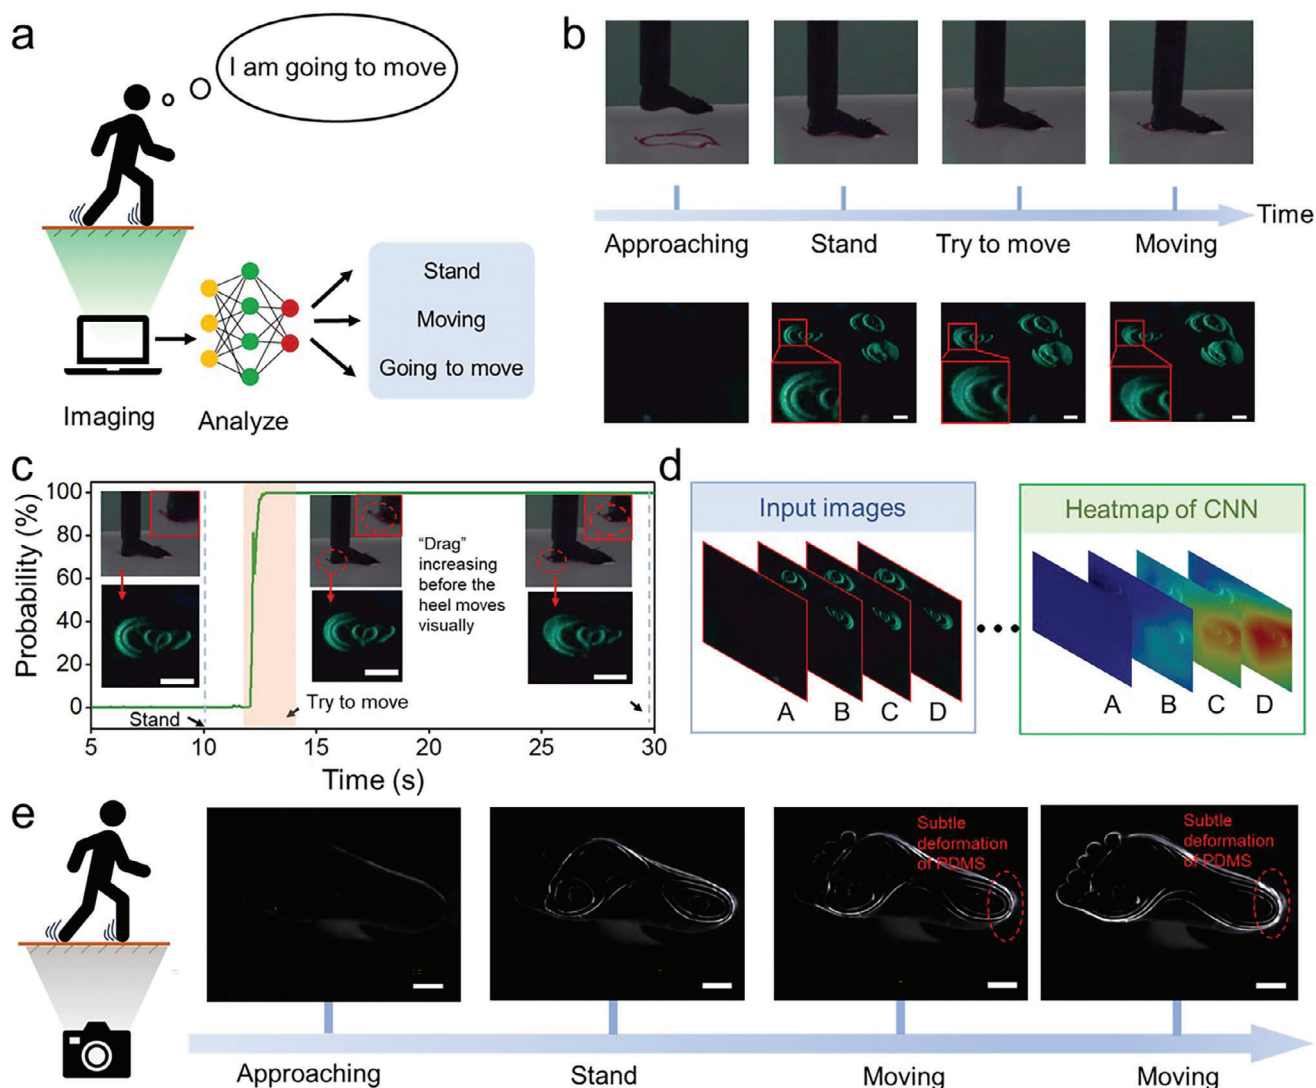 a
I am going to move
Stand
Moving
Going to move
Imaging
Analyze
b
Time
Approaching
Stand
Try to move
Moving
c
Probability (%)
100
80
60
40
20
0
"Drag"
increasing
before the
heel moves
visually
Stand
Try to move
5
10
15
20
25
30
Time (s)
d
Input images
A
B
C
D
Heatmap of CNN
A
B
C
D
e
Subtle
deformation
of PDMS
Subtle
deformation
of PDMS
Approaching
Stand
Moving
Moving